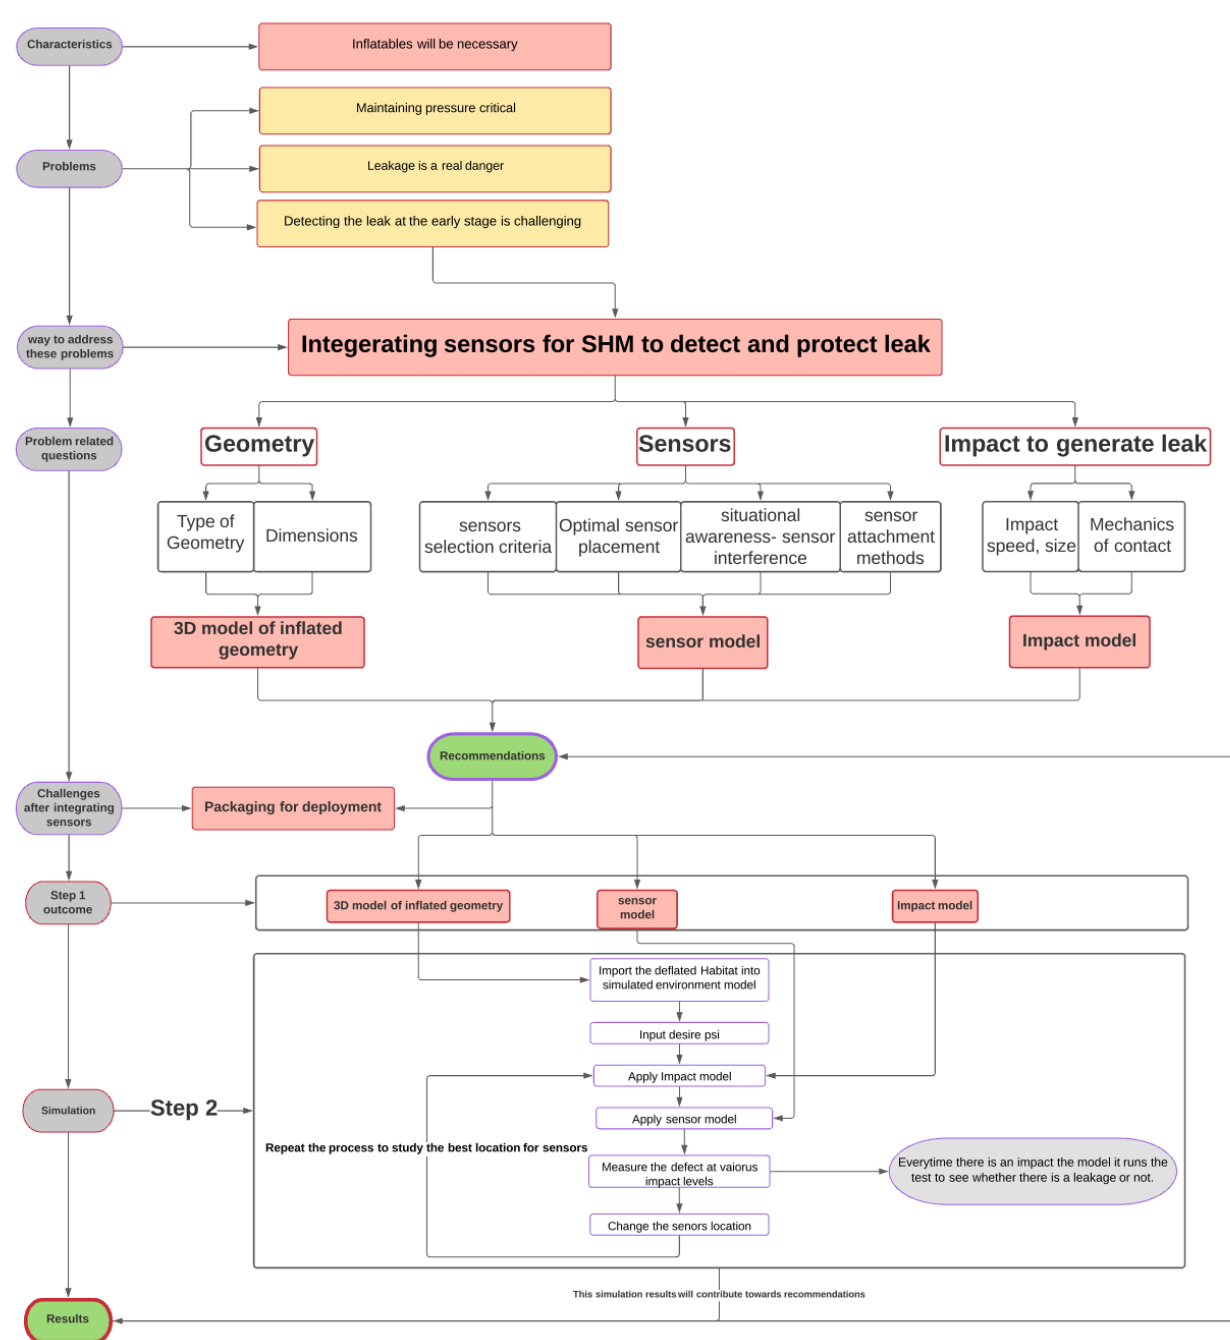 Characteristics
Inflatables will be necessary
Maintaining pressure critical
Problems
Leakage is a real danger
Detecting the leak at the early stage is challenging
way to address
these problems
Integerating sensors for SHM to detect and protect leak
Problem related
questions
Geometry
Sensors
Impact to generate leak
Type of
Geometry
Dimensions
sensors
selection criteria
Optimal sensor
placement
situational
awareness- sensor
interference
sensor
attachment
methods
Impact
speed, size
Mechanics
of contact
3D model of inflated
geometry
sensor model
Impact model
Recommendations
Challenges
after integrating
sensors
Packaging for deployment
Step 1
outcome
3D model of inflated geometry
sensor
model
Impact model
Import the deflated Habitat into
simulated environment model
Input desire psi
Apply Impact model
Simulation
Step 2
Apply sensor model
Repeat the process to study the best location for sensors
Measure the defect at vaiorus
impact levels
Everytime there is an impact the model it runs the
test to see whether there is a leakage or not.
Change the senors location
This simulation results will contribute towards recommendations
Results